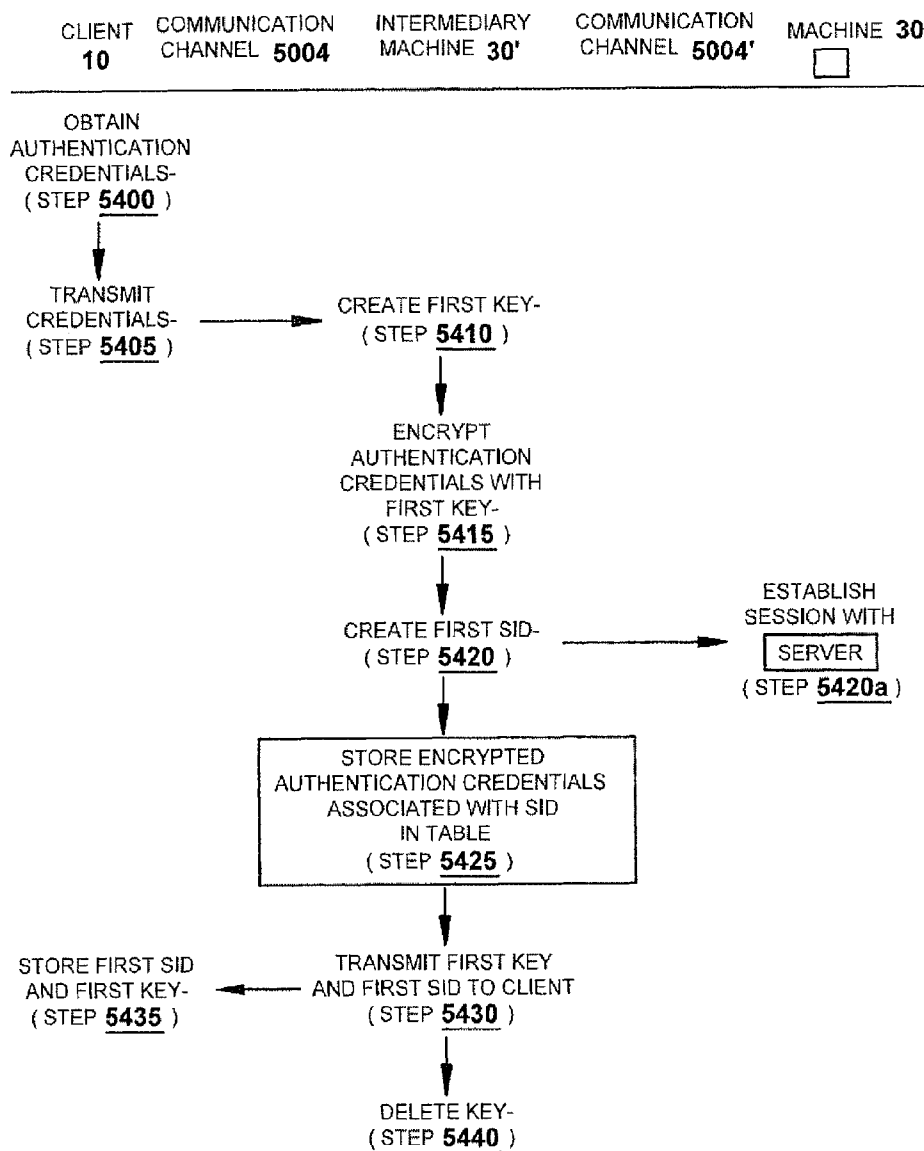 CLIENT 10
COMMUNICATION CHANNEL 5004
INTERMEDIARY MACHINE 30'
COMMUNICATION CHANNEL 5004'
MACHINE 30
OBTAIN
AUTHENTICATION
CREDENTIALS-
( STEP 5400 )
TRANSMIT
CREDENTIALS-
( STEP 5405 )
CREATE FIRST KEY-
( STEP 5410 )
ENCRYPT
AUTHENTICATION
CREDENTIALS WITH
FIRST KEY-
( STEP 5415 )
CREATE FIRST SID-
( STEP 5420 )
ESTABLISH
SESSION WITH
SERVER
( STEP 5420a )
STORE ENCRYPTED
AUTHENTICATION CREDENTIALS
ASSOCIATED WITH SID
IN TABLE
( STEP 5425 )
TRANSMIT FIRST KEY
AND FIRST SID TO CLIENT
( STEP 5430 )
STORE FIRST SID
AND FIRST KEY-
( STEP 5435 )
DELETE KEY-
( STEP 5440 )